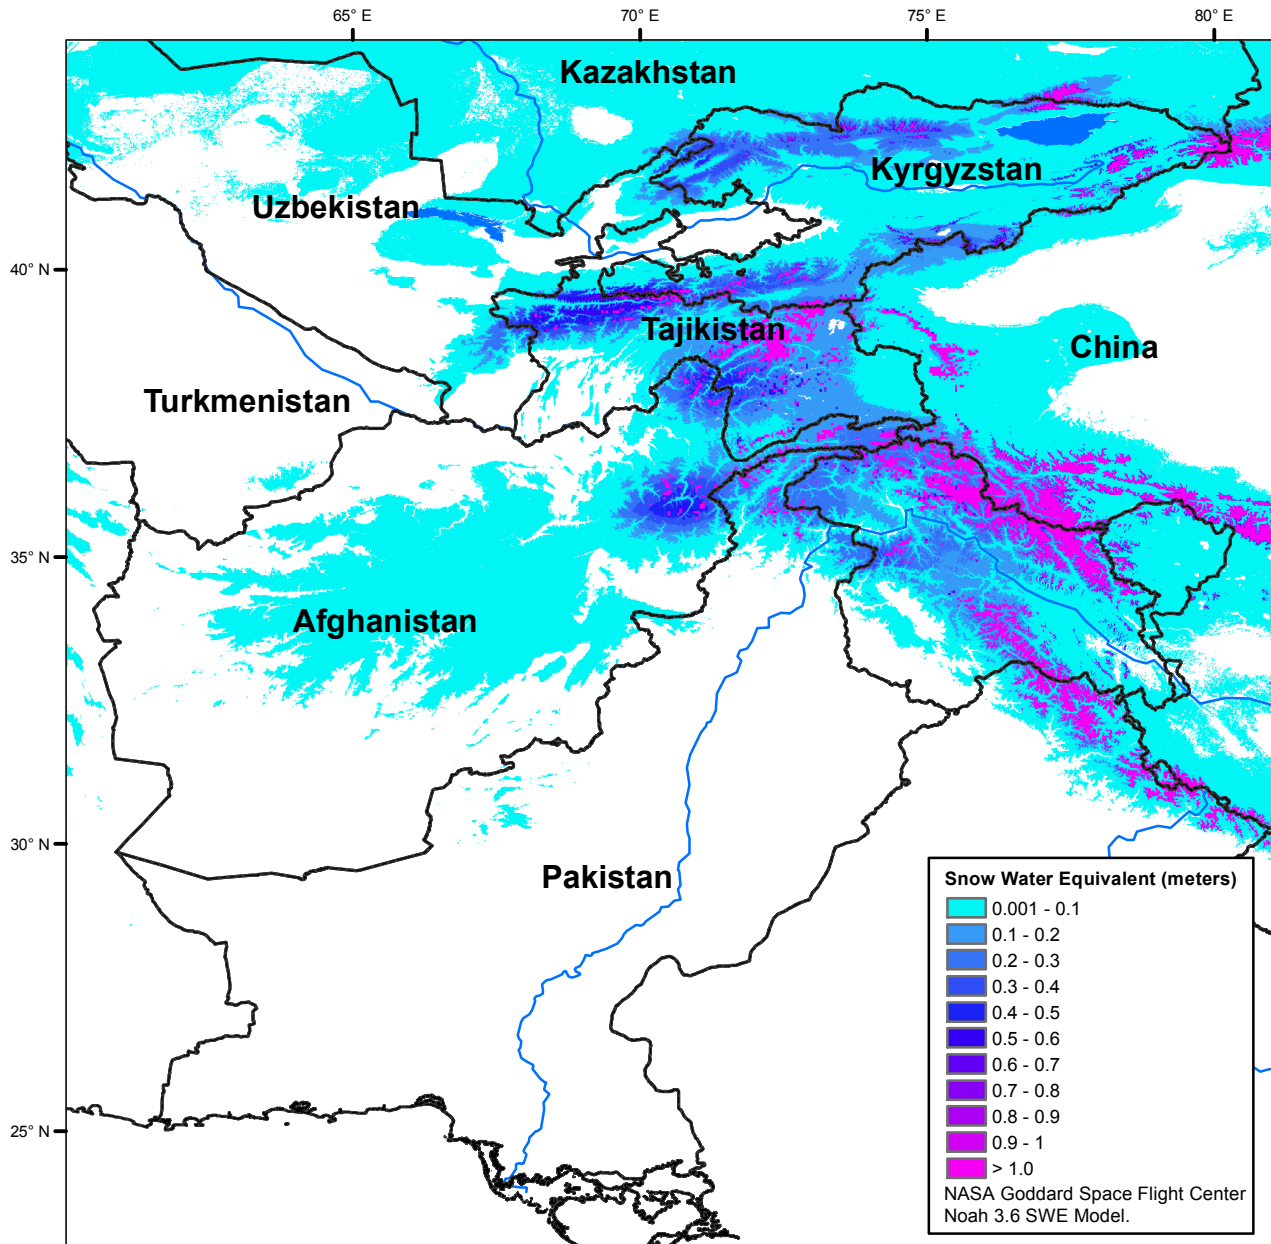 65° E
70° E
75° E
80° E
Kazakhstan
Kyrgyzstan
Uzbekistan
40° N
Tajikistan
China
Turkmenistan
35° N
Afghanistan
30° N
Pakistan
25° N
Snow Water Equivalent (meters)
0.001 - 0.1
0.1 - 0.2
0.2 - 0.3
0.3 - 0.4
0.4 - 0.5
0.5 - 0.6
0.6 - 0.7
0.7 - 0.8
0.8 - 0.9
0.9 - 1
> 1.0
NASA Goddard Space Flight Center
Noah 3.6 SWE Model.